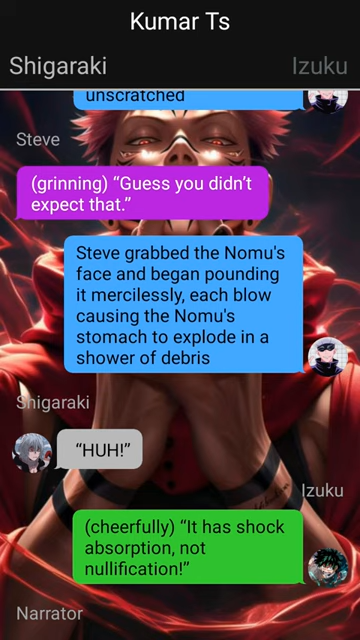 Kumar Ts
Shigaraki
Izuku
unscratched
Steve
(grinning) “Guess you didn’t
expect that.”
Steve grabbed the Nomu's
face and began pounding
it mercilessly, each blow
causing the Nomu's
stomach to explode in a
shower of debris
Shigaraki
“HUH!”
Izuku
(cheerfully) “It has shock
absorption, not
nullification!”
Narrator